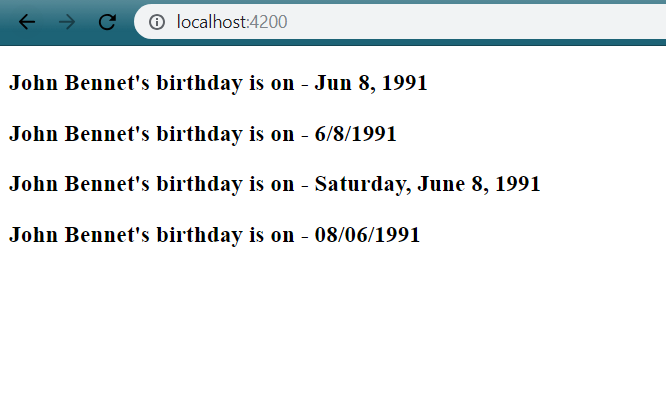 localhost:4200
John Bennet's birthday is on - Jun 8, 1991
John Bennet's birthday is on - 6/8/1991
John Bennet's birthday is on - Saturday, June 8, 1991
John Bennet's birthday is on - 08/06/1991